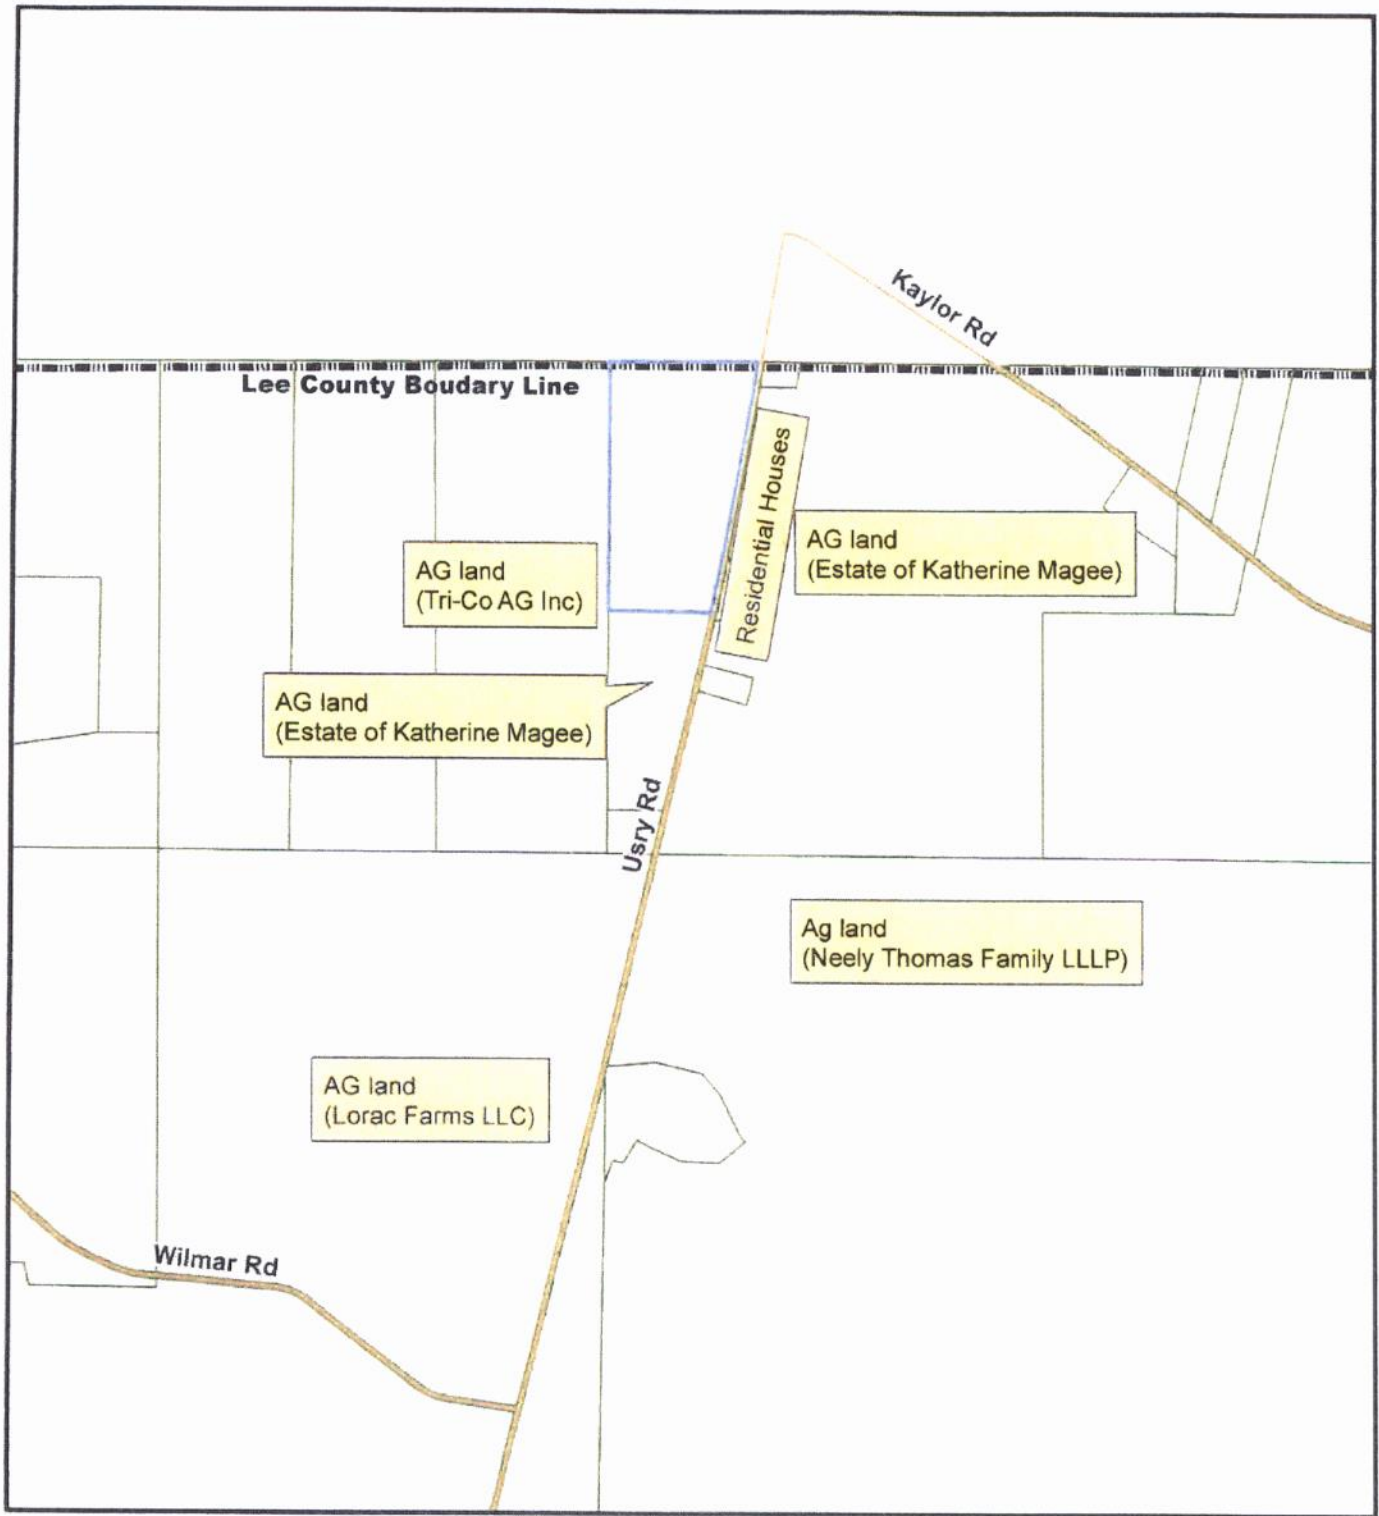 Kaylor Rd
Lee County Boudary Line
Residential Houses
AG land
(Estate of Katherine Magee)
AG land
(Tri-Co AG Inc)
AG land
(Estate of Katherine Magee)
Usry Rd
Ag land
(Neely Thomas Family LLLP)
AG land
(Lorac Farms LLC)
Wilmar Rd